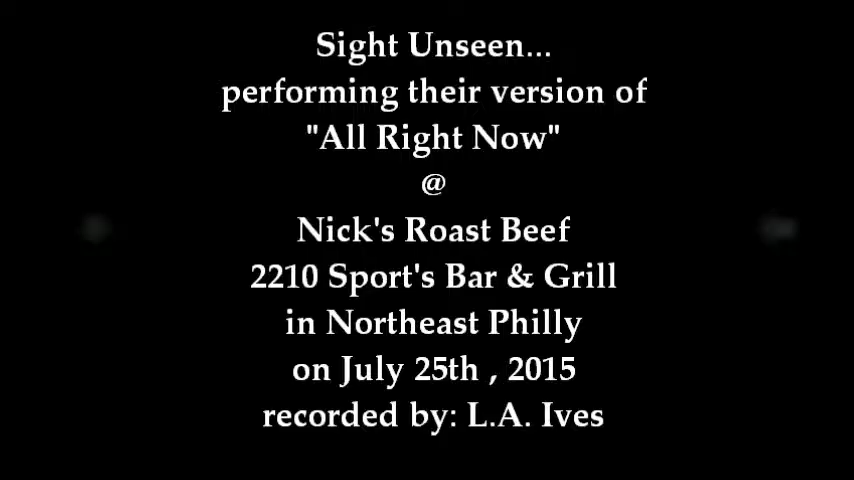 Sight Unseen...
performing their version of
"All Right Now"
@
Nick's Roast Beef
2210 Sport's Bar & Grill
in Northeast Philly
on July 25th , 2015
recorded by: L.A. Ives